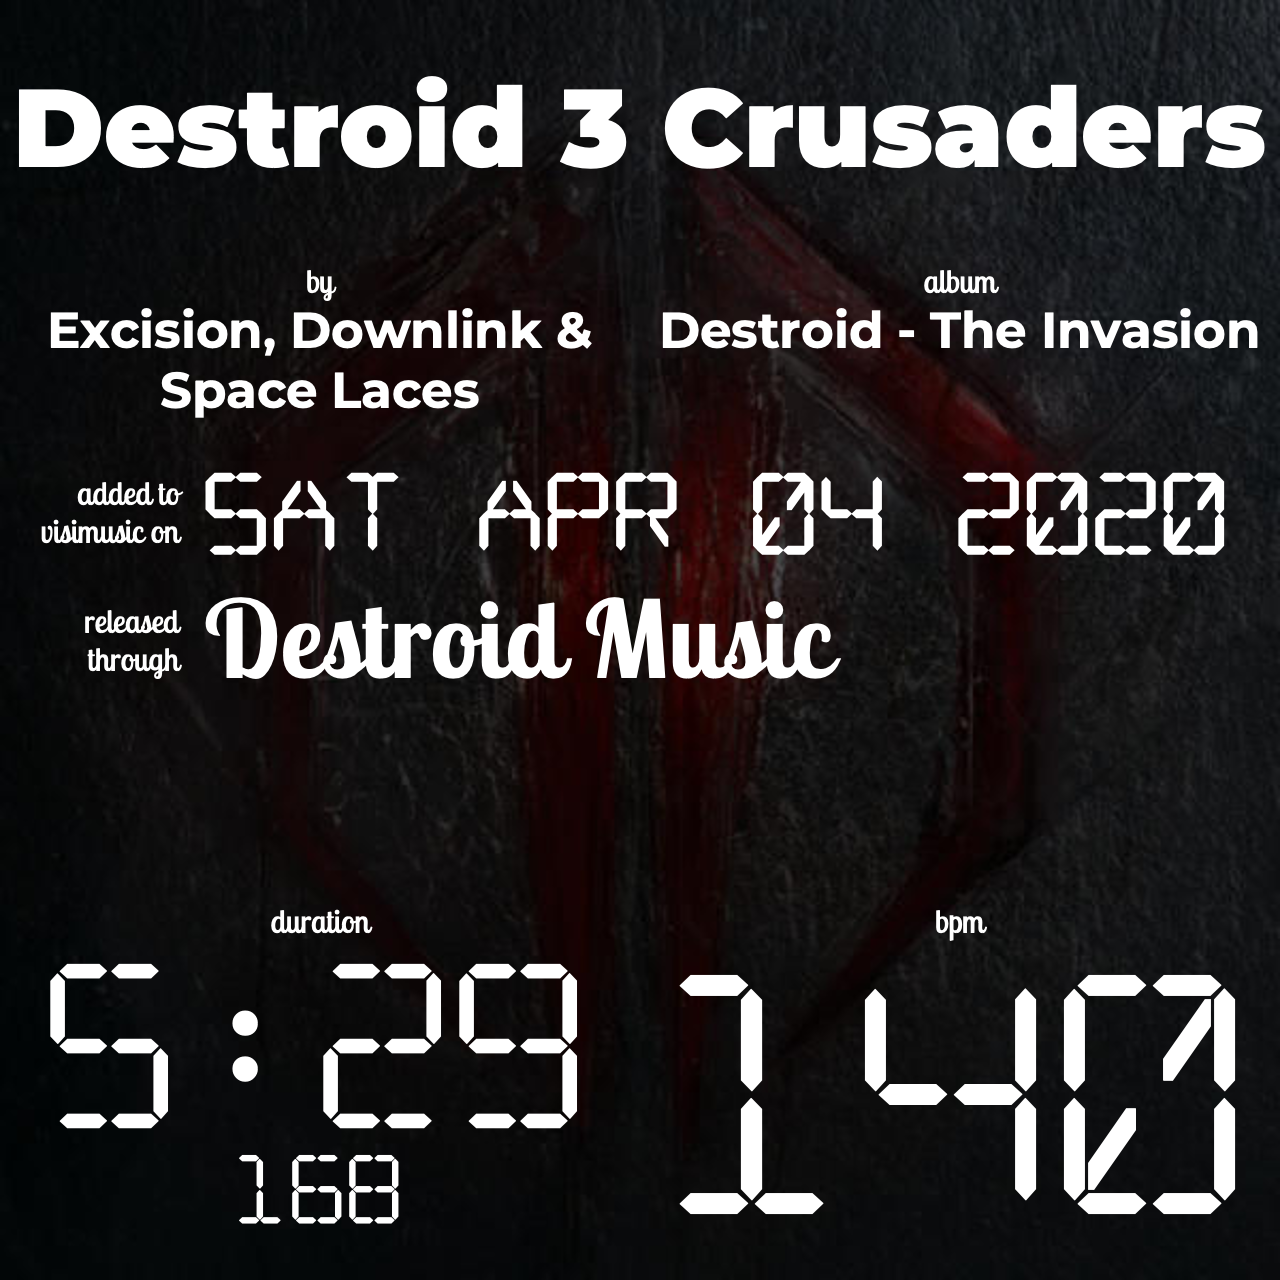 Destroid 3 Crusaders
by
Excision, Downlink &
Space Laces
album
Destroid - The Invasion
added to
visimusic on
SAT APR 04 2020
released
through
Destroid Music
duration
5:29
168
bpm
140